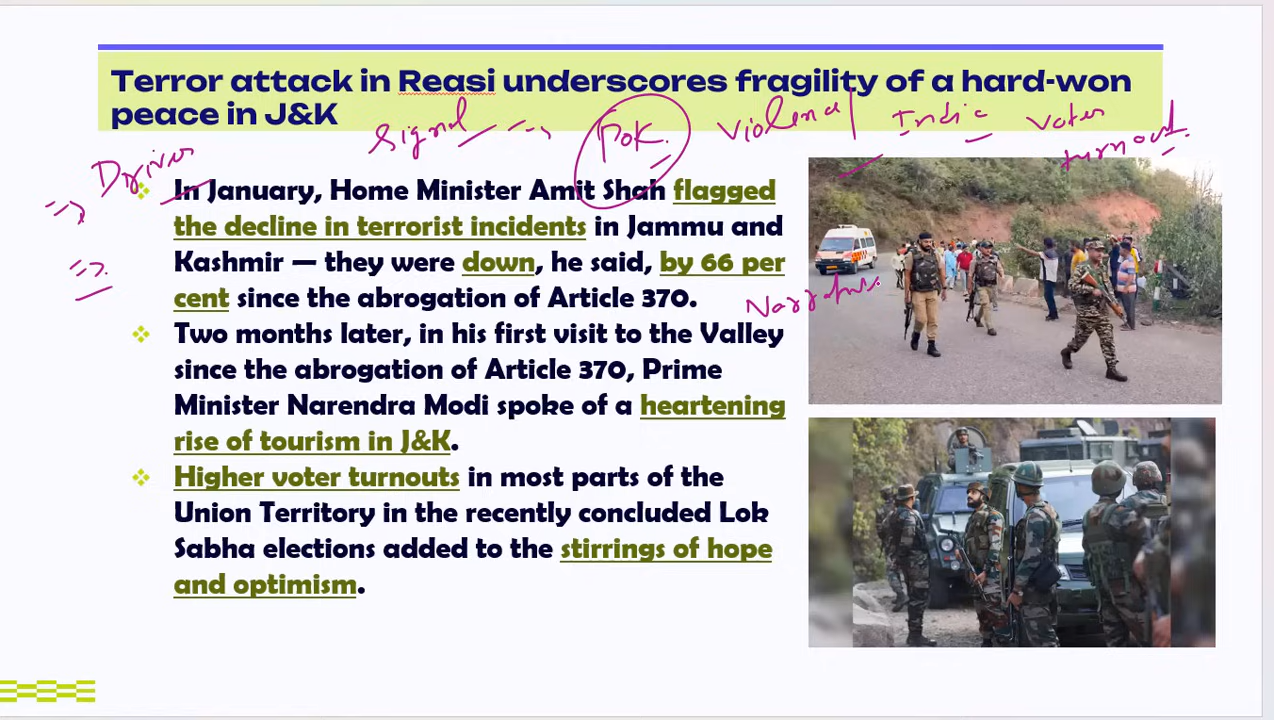 Terror attack in Reasi underscores fragility of a hard-won
peace in J&K
Signal => PoK Violence | India Voter
turnout
=> Driver
=>
In January, Home Minister Amit Shah flagged
the decline in terrorist incidents in Jammu and
Kashmir — they were down, he said, by 66 per
cent since the abrogation of Article 370.
Two months later, in his first visit to the Valley
since the abrogation of Article 370, Prime
Minister Narendra Modi spoke of a heartening
rise of tourism in J&K.
Higher voter turnouts in most parts of the
Union Territory in the recently concluded Lok
Sabha elections added to the stirrings of hope
and optimism.